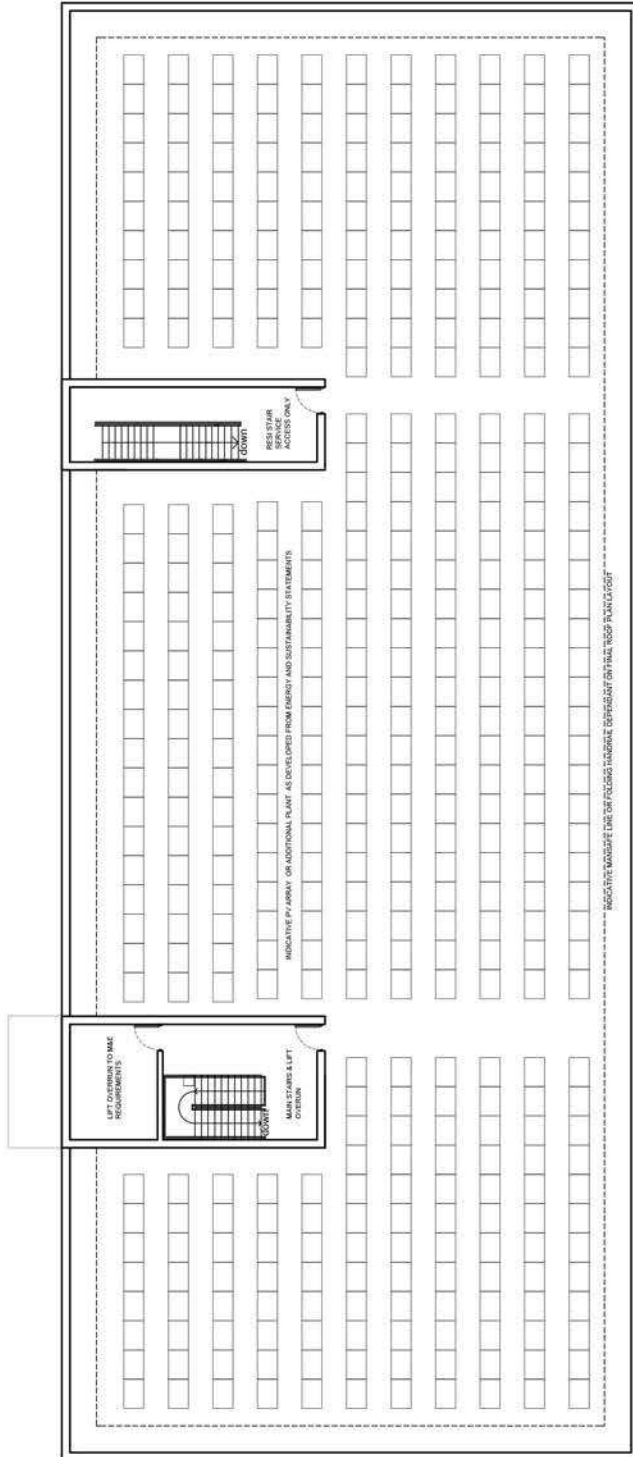 RESI STAIR
SERVICE
ACCESS ONLY
down
INDICATIVE PV ARRAY OR ADDITIONAL PLANT AS DEVELOPED FROM ENERGY AND SUSTAINABILITY STATEMENTS
INDICATIVE MANSAFE LINE OR FOLDING HANDRAIL DEPENDANT ON FINAL ROOF PLAN LAYOUT
LIFT OVERRUN TO M&E
REQUIREMENTS
MAIN STAIRS & LIFT
OVERUN
down